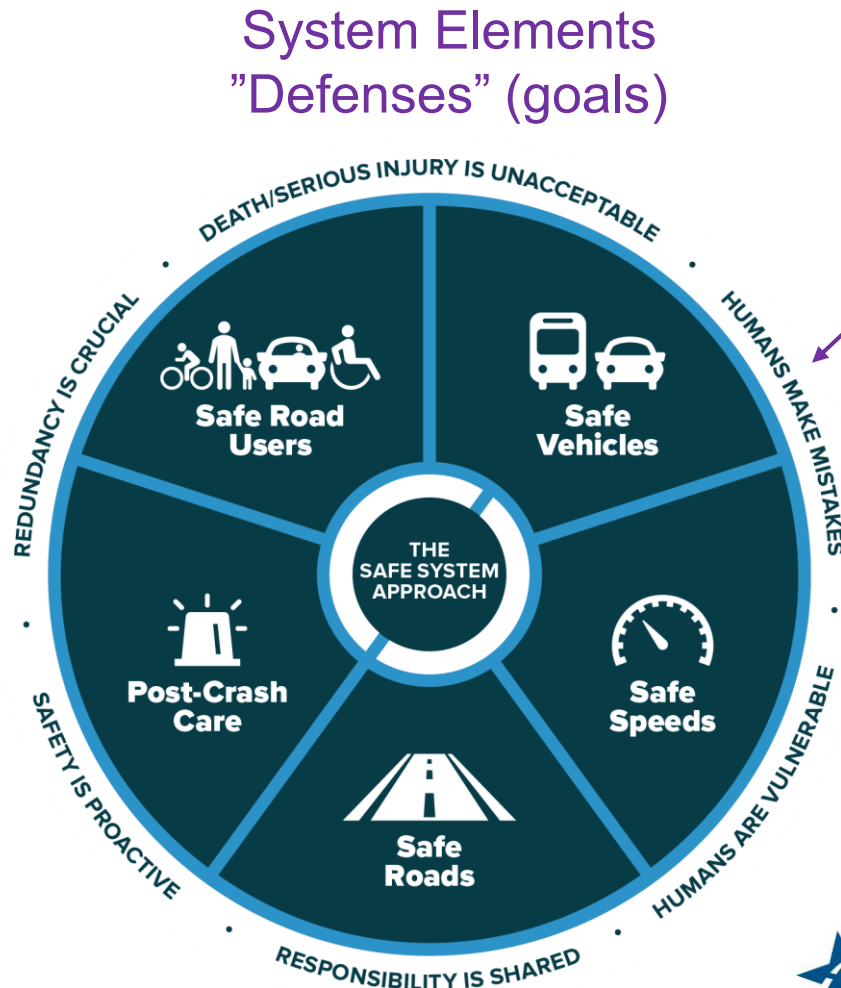 System Elements
”Defenses” (goals)
DEATH/SERIOUS INJURY IS UNACCEPTABLE
HUMANS MAKE MISTAKES
HUMANS ARE VULNERABLE
RESPONSIBILITY IS SHARED
SAFETY IS PROACTIVE
REDUNDANCY IS CRUCIAL
Safe Road
Users
Safe
Vehicles
THE
SAFE SYSTEM
APPROACH
Post-Crash
Care
Safe
Speeds
Safe
Roads